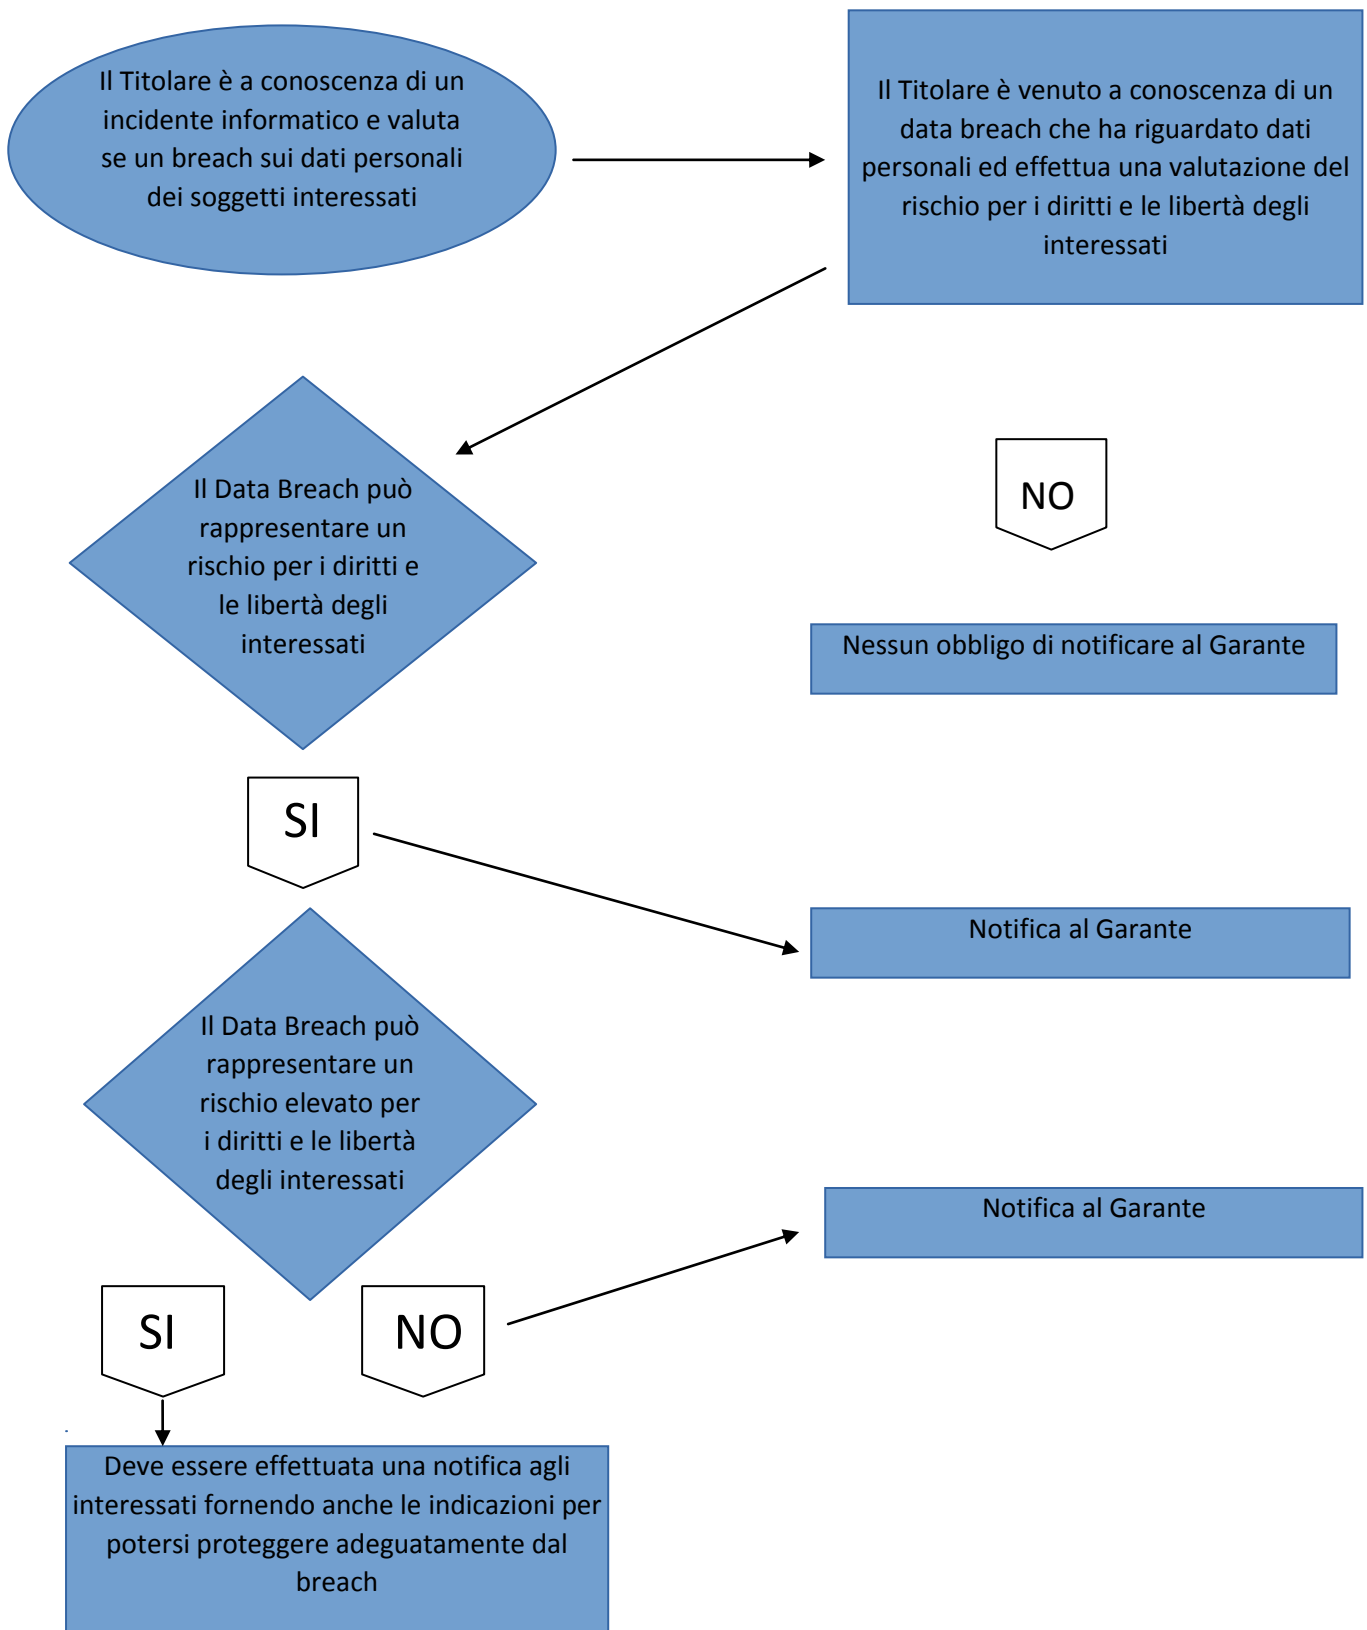 Il Titolare è a conoscenza di un
incidente informatico e valuta
se un breach sui dati personali
dei soggetti interessati
Il Titolare è venuto a conoscenza di un
data breach che ha riguardato dati
personali ed effettua una valutazione del
rischio per i diritti e le libertà degli
interessati
Il Data Breach può
rappresentare un
rischio per i diritti e
le libertà degli
interessati
NO
Nessun obbligo di notificare al Garante
SI
Notifica al Garante
Il Data Breach può
rappresentare un
rischio elevato per
i diritti e le libertà
degli interessati
Notifica al Garante
SI
NO
Deve essere effettuata una notifica agli
interessati fornendo anche le indicazioni per
potersi proteggere adeguatamente dal
breach